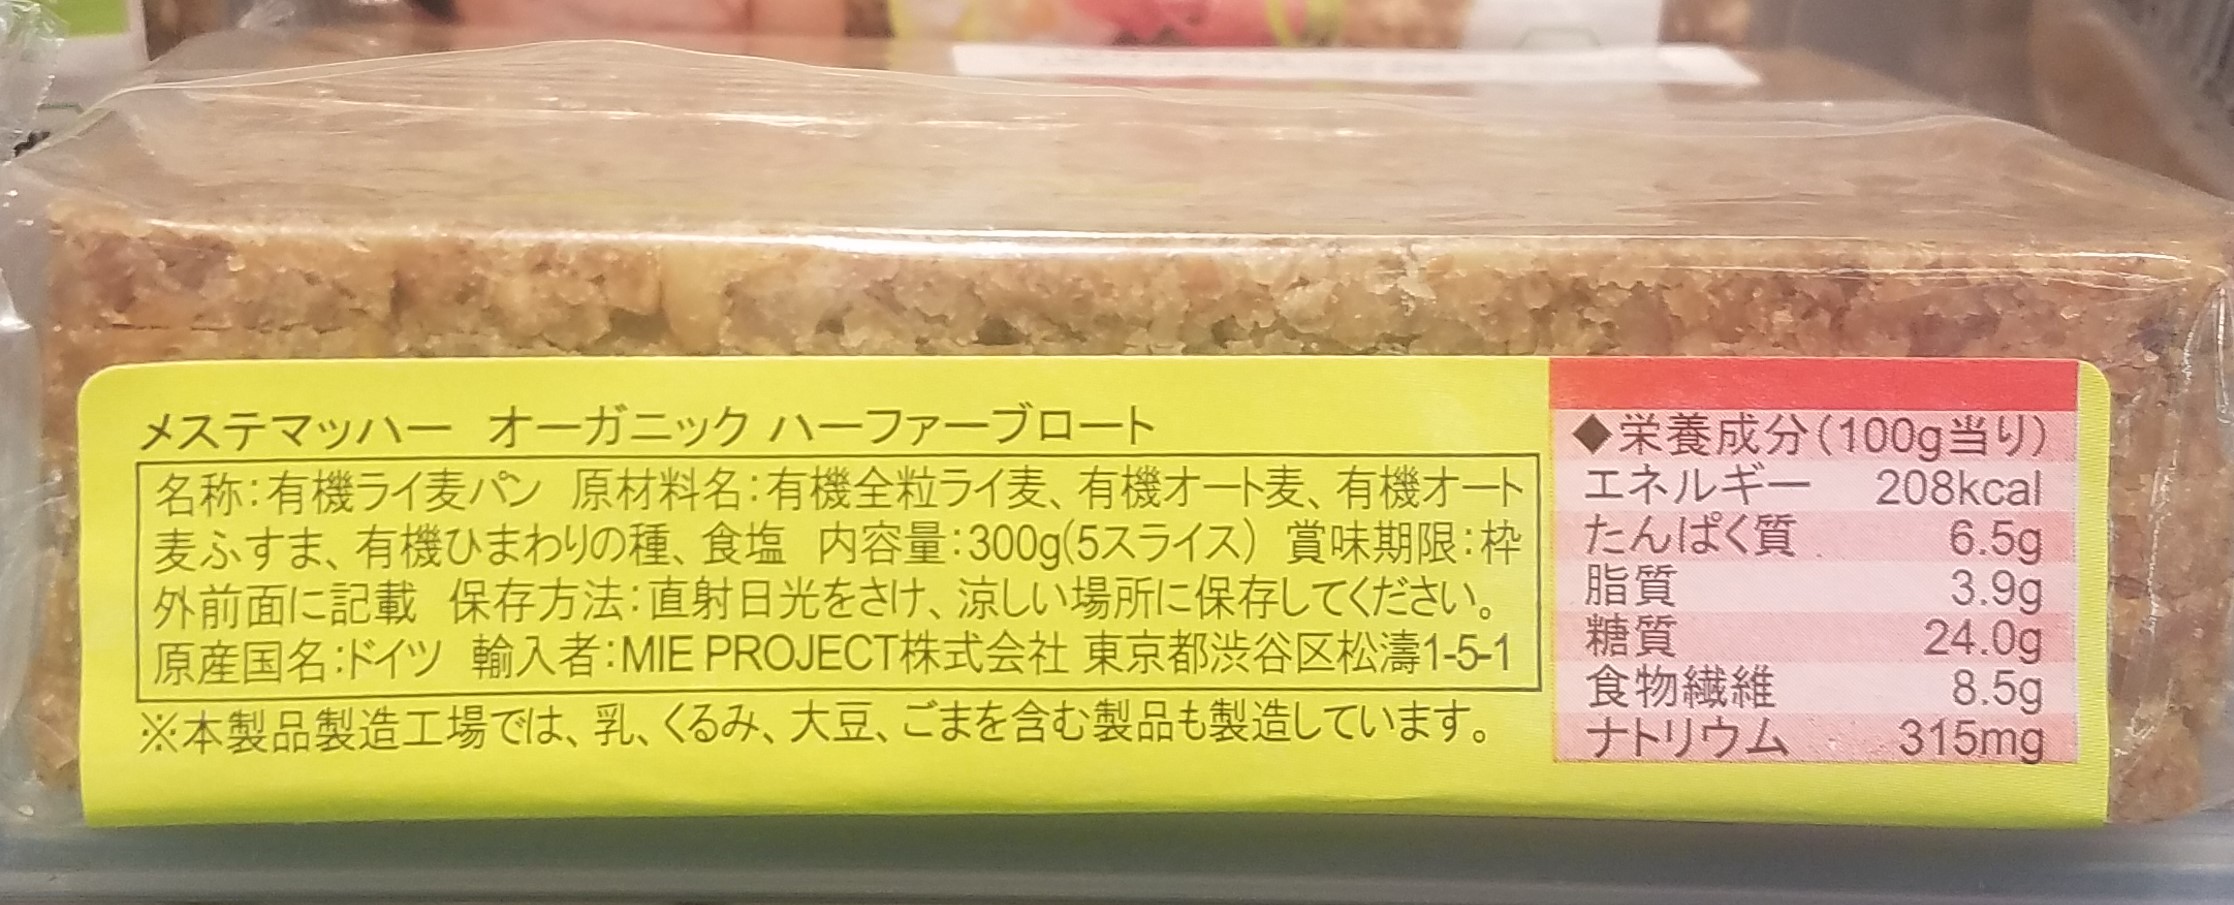 メステマッハー オーガニック ハーファーブロート
名称:有機ライ麦パン 原材料名:有機全粒ライ麦、有機オート麦、有機オート
麦ふすま、有機ひまわりの種、食塩 内容量:300g(5スライス) 賞味期限:枠
外前面に記載 保存方法:直射日光をさけ、涼しい場所に保存してください。
原産国名:ドイツ 輸入者:MIE PROJECT株式会社 東京都渋谷区松濤1-5-1
※本製品製造工場では、乳、くるみ、大豆、ごまを含む製品も製造しています。
◆栄養成分(100g当り)
エネルギー 208kcal
たんぱく質 6.5g
脂質 3.9g
糖質 24.0g
食物繊維 8.5g
ナトリウム 315mg